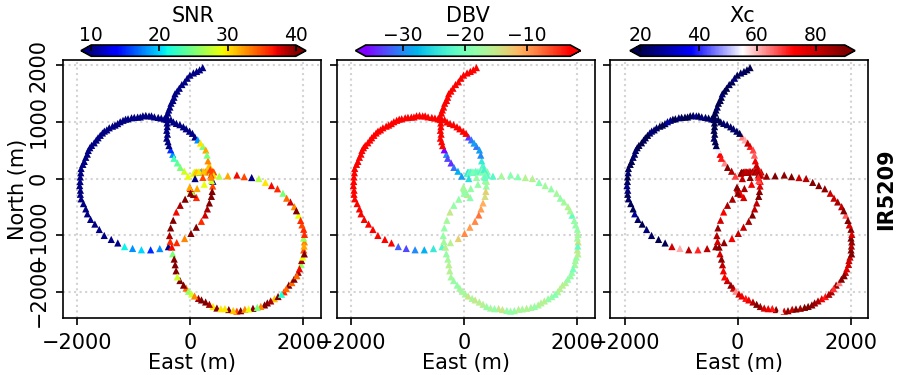 SNR DBV Xc
10 20 30 40 −30 −20 −10 20 40 60 80
2000
1000
0
−1000
−2000
North (m)
IR5209
−2000 0 2000 −2000 0 2000 −2000 0 2000
East (m) East (m) East (m)